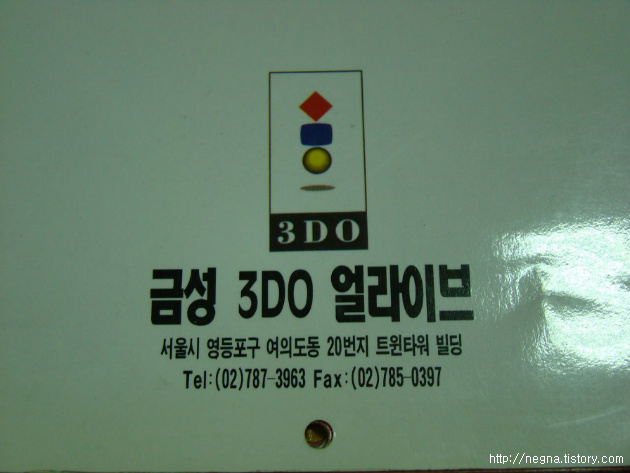 3DO
금성 3DO 얼라이브
서울시 영등포구 여의도동 20번지 트윈타워 빌딩
Tel:(02)787-3963 Fax:(02)785-0397
http://negna.tistory.com